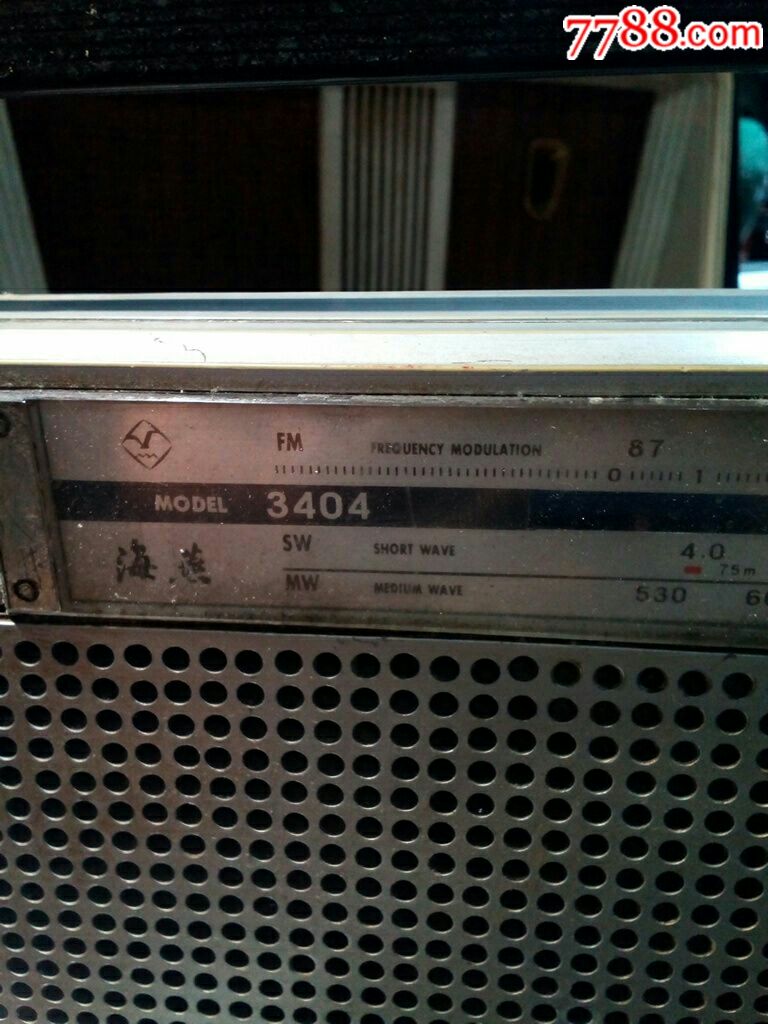 7788.com
FM FREQUENCY MODULATION 87
0 1
MODEL 3404
海燕
SW SHORT WAVE 4.0
75m
MW MEDIUM WAVE 530